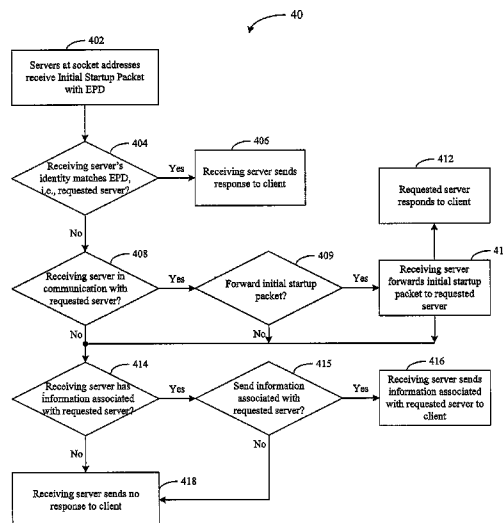 40
402
Servers at socket addresses
receive Initial Startup Packet
with EPD
404
Receiving server's
identity matches EPD,
i.e., requested server?
Yes
406
Receiving server sends
response to client
412
Requested server
responds to client
No
408
Receiving server in
communication with
requested server?
Yes
409
Forward initial startup
packet?
Yes
41
Receiving server
forwards initial startup
packet to requested
server
No
No
414
Receiving server has
information associated
with requested server?
Yes
415
Send information
associated with
requested server?
Yes
416
Receiving server sends
information associated
with requested server to
client
No
No
418
Receiving server sends no
response to client